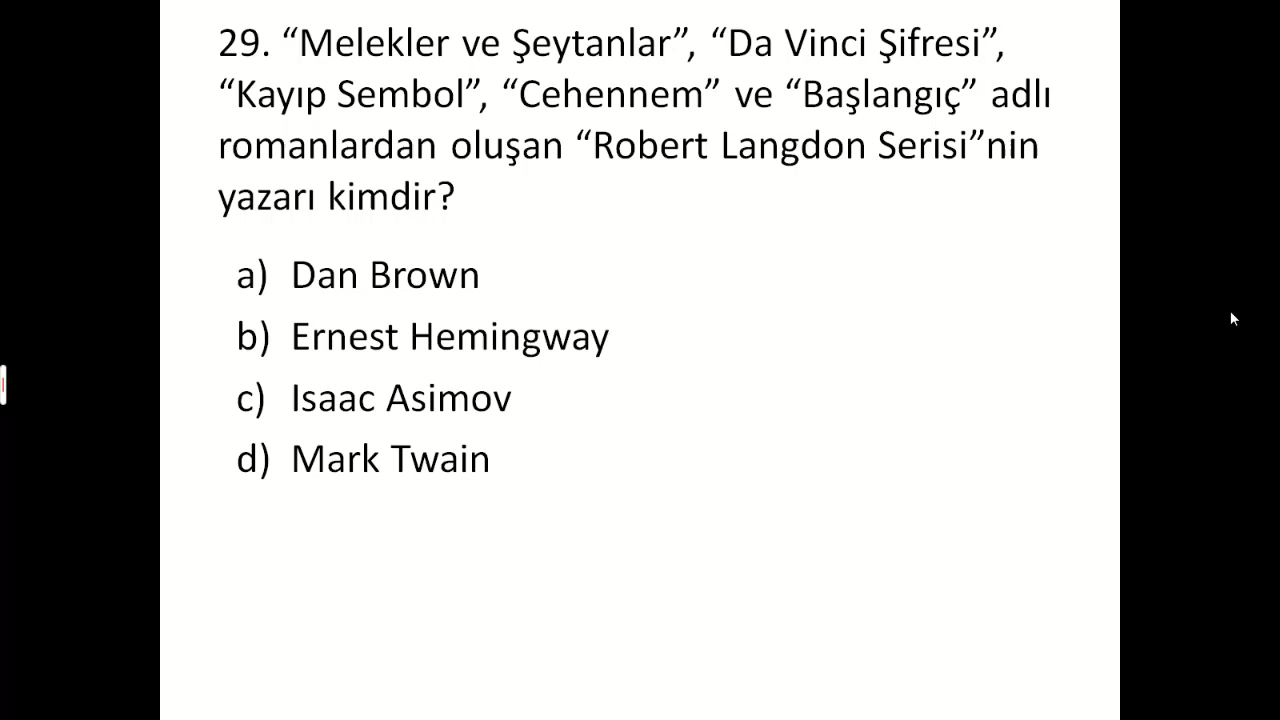 29. “Melekler ve Şeytanlar”, “Da Vinci Şifresi”,
“Kayıp Sembol”, “Cehennem” ve “Başlangıç” adlı
romanlardan oluşan “Robert Langdon Serisi”nin
yazarı kimdir?
a) Dan Brown
b) Ernest Hemingway
c) Isaac Asimov
d) Mark Twain